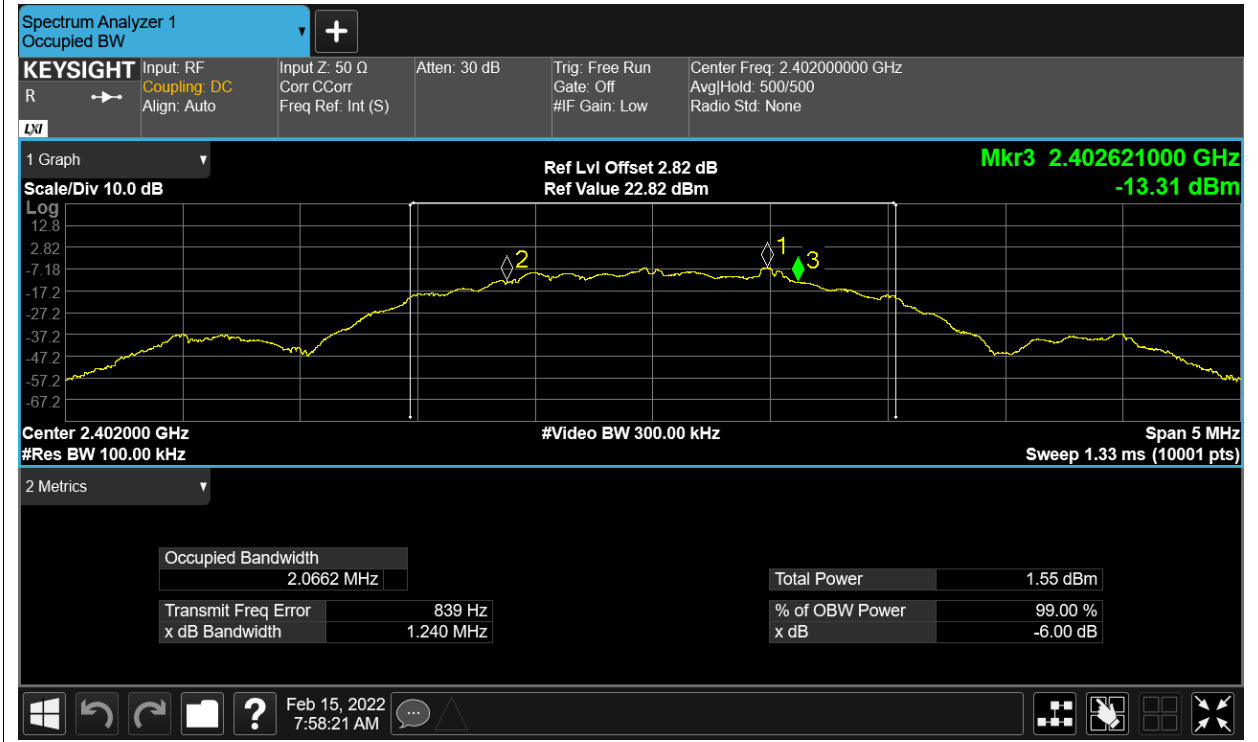 Spectrum Analyzer 1
Occupied BW
KEYSIGHT
R
LXI
Input: RF
Coupling: DC
Align: Auto
Input Z: 50 Ω
Corr CCorr
Freq Ref: Int (S)
Atten: 30 dB
Trig: Free Run
Gate: Off
#IF Gain: Low
Center Freq: 2.402000000 GHz
Avg|Hold: 500/500
Radio Std: None
1 Graph
Scale/Div 10.0 dB
Ref Lvl Offset 2.82 dB
Ref Value 22.82 dBm
Mkr3 2.402621000 GHz
-13.31 dBm
Log
12.8
2.82
-7.18
-17.2
-27.2
-37.2
-47.2
-57.2
-67.2
2
1
3
Center 2.402000 GHz
#Video BW 300.00 kHz
Span 5 MHz
#Res BW 100.00 kHz
Sweep 1.33 ms (10001 pts)
2 Metrics
Occupied Bandwidth
2.0662 MHz
Total Power 1.55 dBm
Transmit Freq Error 839 Hz
% of OBW Power 99.00 %
x dB Bandwidth 1.240 MHz
x dB -6.00 dB
?
Feb 15, 2022
7:58:21 AM